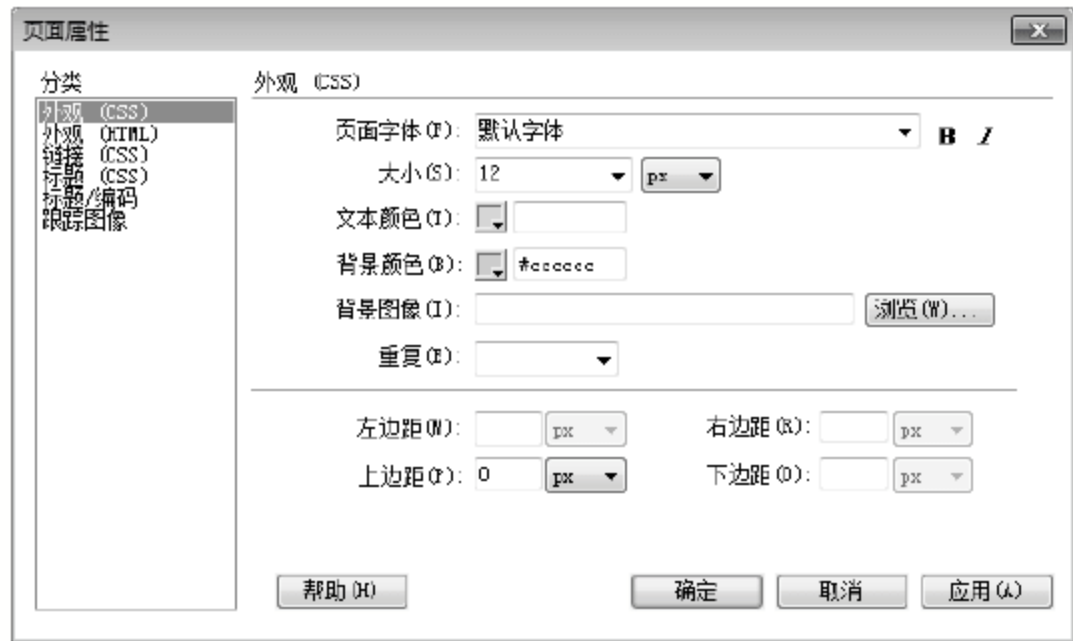 页面属性
分类
外观 (CSS)
外观 (HTML)
链接 (CSS)
标题 (CSS)
标题/编码
跟踪图像
外观 (CSS)
页面字体(F): 默认字体 B I
大小(S): 12 px
文本颜色(T):
背景颜色(B): #cccccc
背景图像(I): 浏览(W)...
重复(E):
左边距(M): px 右边距(R): px
上边距(P): 0 px 下边距(O): px
帮助(H) 确定 取消 应用(A)